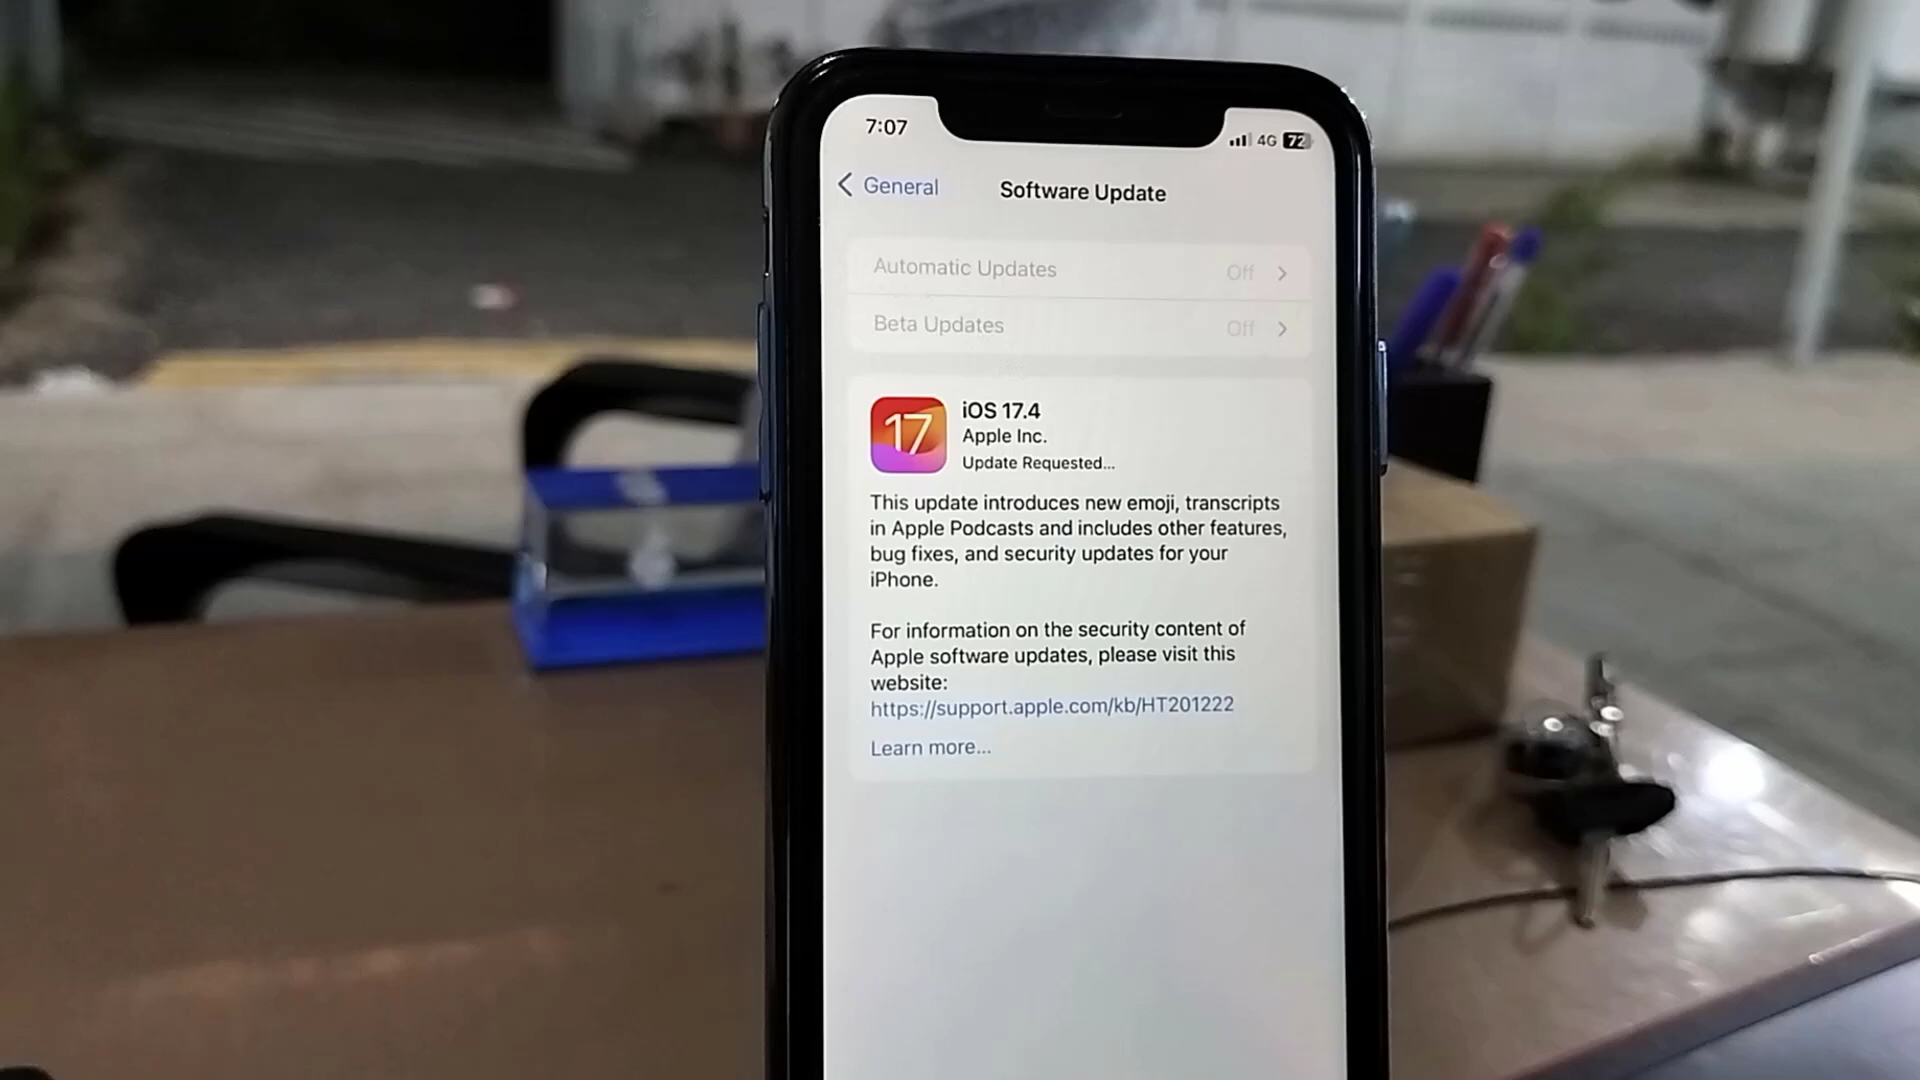 7:07
4G 72
General
Software Update
Automatic Updates Off
Beta Updates Off
17
iOS 17.4
Apple Inc.
Update Requested...
This update introduces new emoji, transcripts
in Apple Podcasts and includes other features,
bug fixes, and security updates for your
iPhone.
For information on the security content of
Apple software updates, please visit this
website:
https://support.apple.com/kb/HT201222
Learn more...